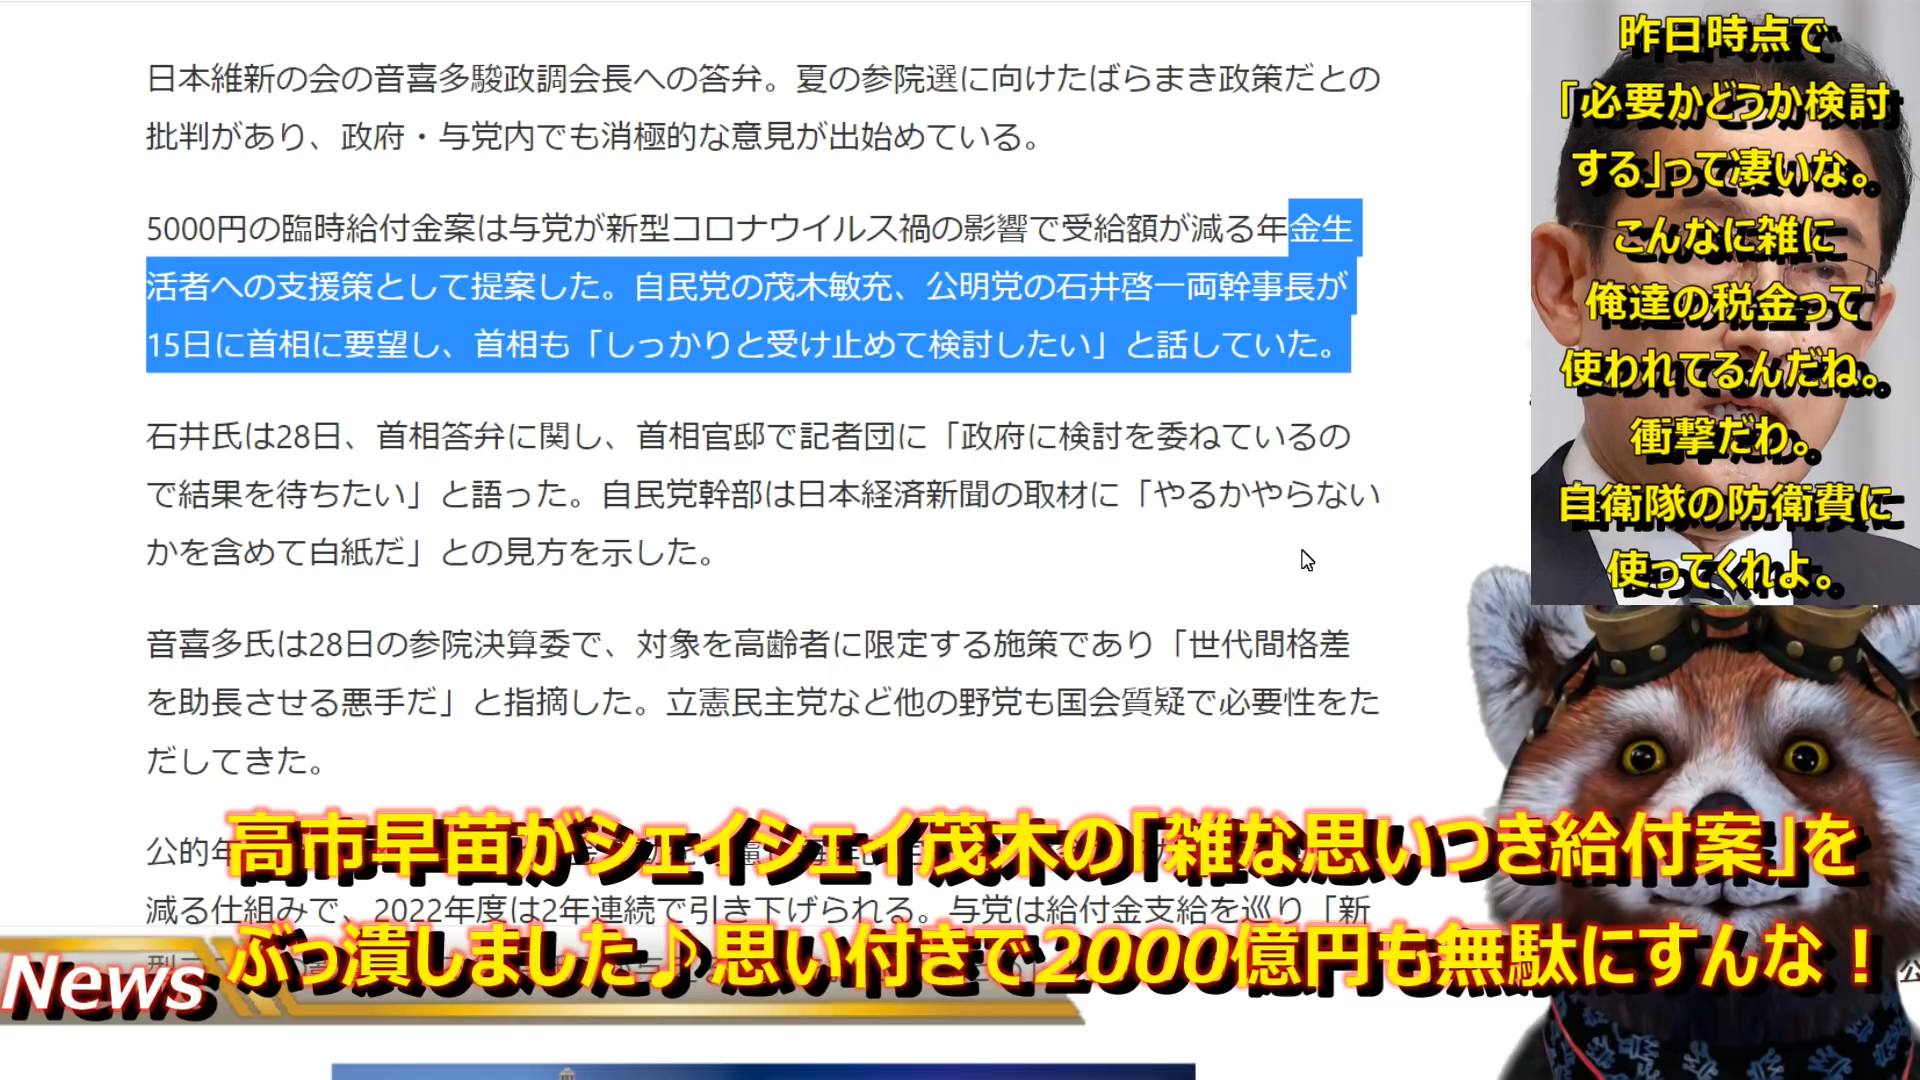 日本維新の会の音喜多駿政調会長への答弁。夏の参院選に向けたばらまき政策だとの
批判があり、政府・与党内でも消極的な意見が出始めている。
5000円の臨時給付金案は与党が新型コロナウイルス禍の影響で受給額が減る年金生
活者への支援策として提案した。自民党の茂木敏充、公明党の石井啓一両幹事長が
15日に首相に要望し、首相も「しっかりと受け止めて検討したい」と話していた。
石井氏は28日、首相答弁に関し、首相官邸で記者団に「政府に検討を委ねているの
で結果を待ちたい」と語った。自民党幹部は日本経済新聞の取材に「やるかやらない
かを含めて白紙だ」との見方を示した。
音喜多氏は28日の参院決算委で、対象を高齢者に限定する施策であり「世代間格差
を助長させる悪手だ」と指摘した。立憲民主党など他の野党も国会質疑で必要性をた
だしてきた。
公的年
減る仕組みで、2022年度は2年連続で引き下げられる。与党は給付金支給を巡り「新
昨日時点で
「必要かどうか検討
する」って凄いな。
こんなに雑に
俺達の税金って
使われてるんだね。
衝撃だわ。
自衛隊の防衛費に
使ってくれよ。
高市早苗がシェイシェイ茂木の「雑な思いつき給付案」を
ぶっ潰しました♪思い付きで2000億円も無駄にすんな！
News
公